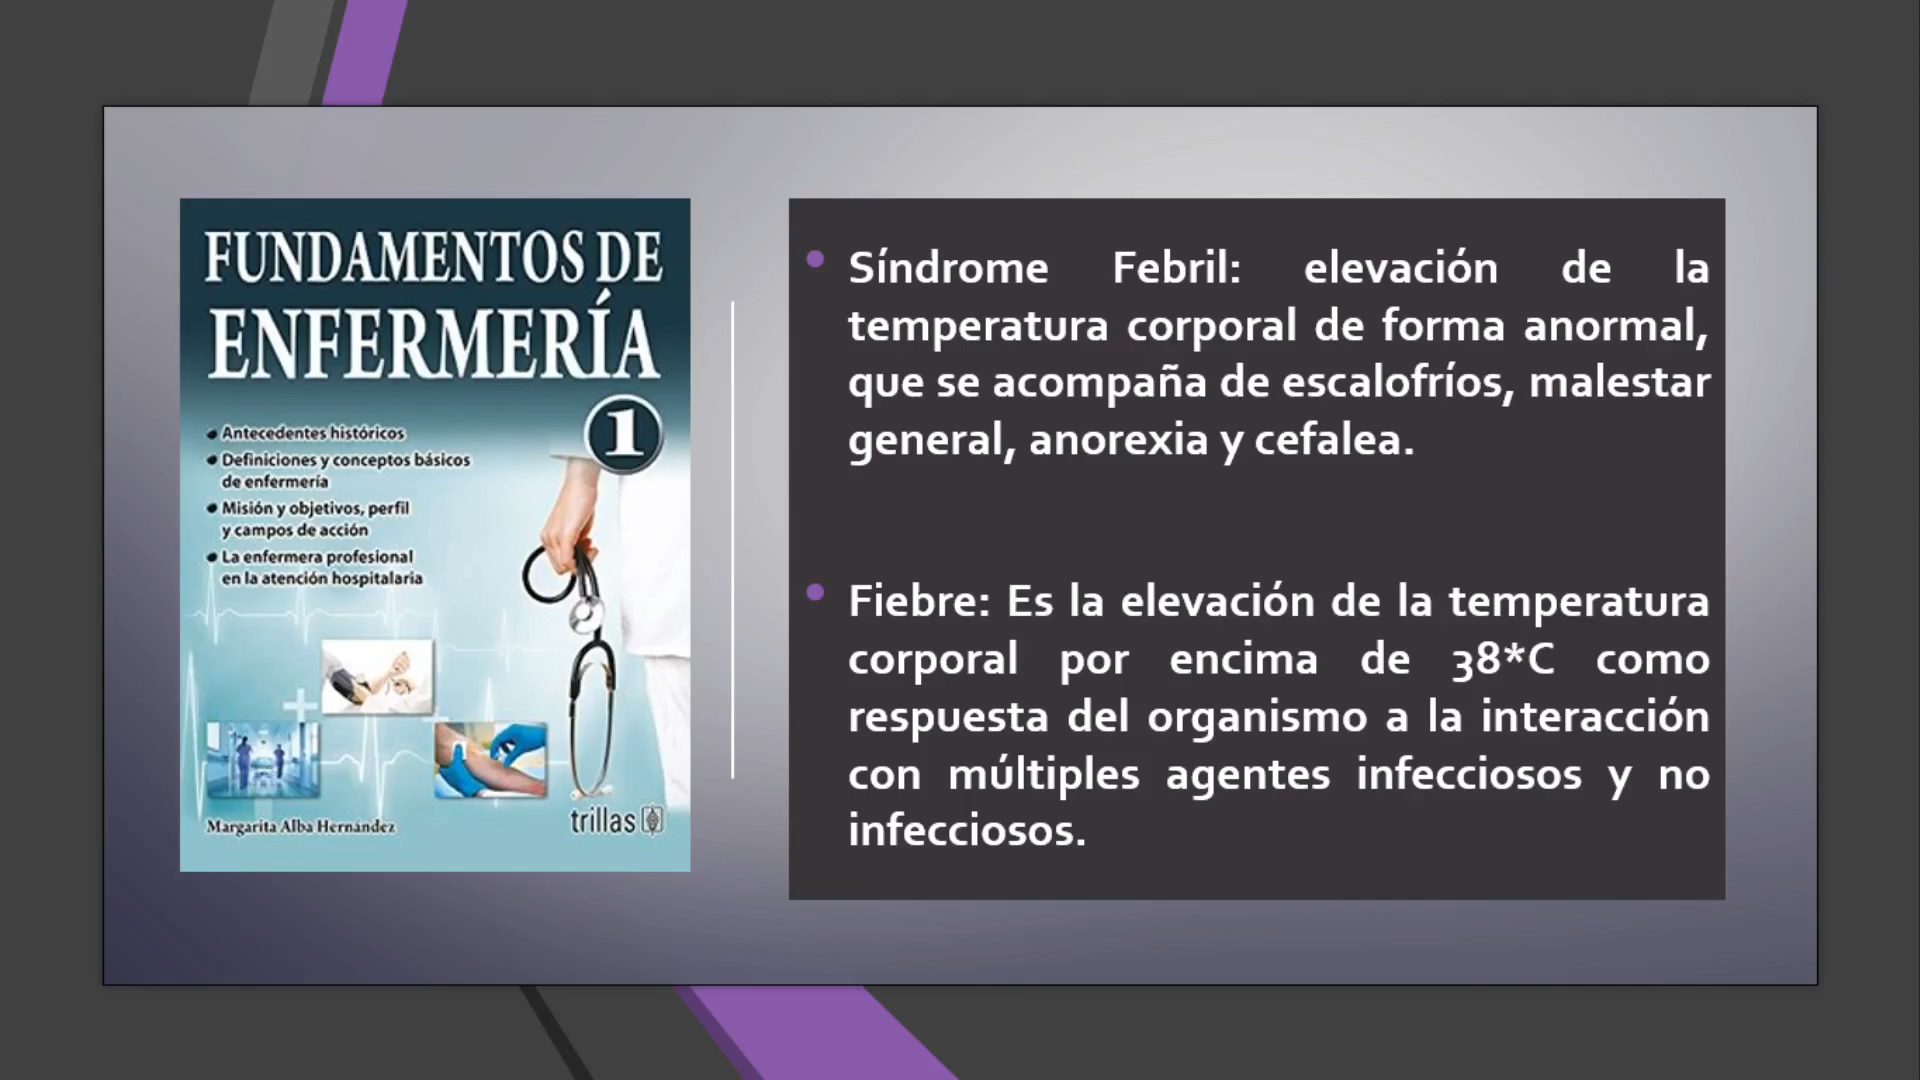 FUNDAMENTOS DE
ENFERMERÍA
1
• Antecedentes históricos
• Definiciones y conceptos básicos
de enfermería
• Misión y objetivos, perfil
y campos de acción
• La enfermera profesional
en la atención hospitalaria
Margarita Alba Hernández
trillas
• Síndrome Febril: elevación de la
temperatura corporal de forma anormal,
que se acompaña de escalofríos, malestar
general, anorexia y cefalea.
• Fiebre: Es la elevación de la temperatura
corporal por encima de 38*C como
respuesta del organismo a la interacción
con múltiples agentes infecciosos y no
infecciosos.